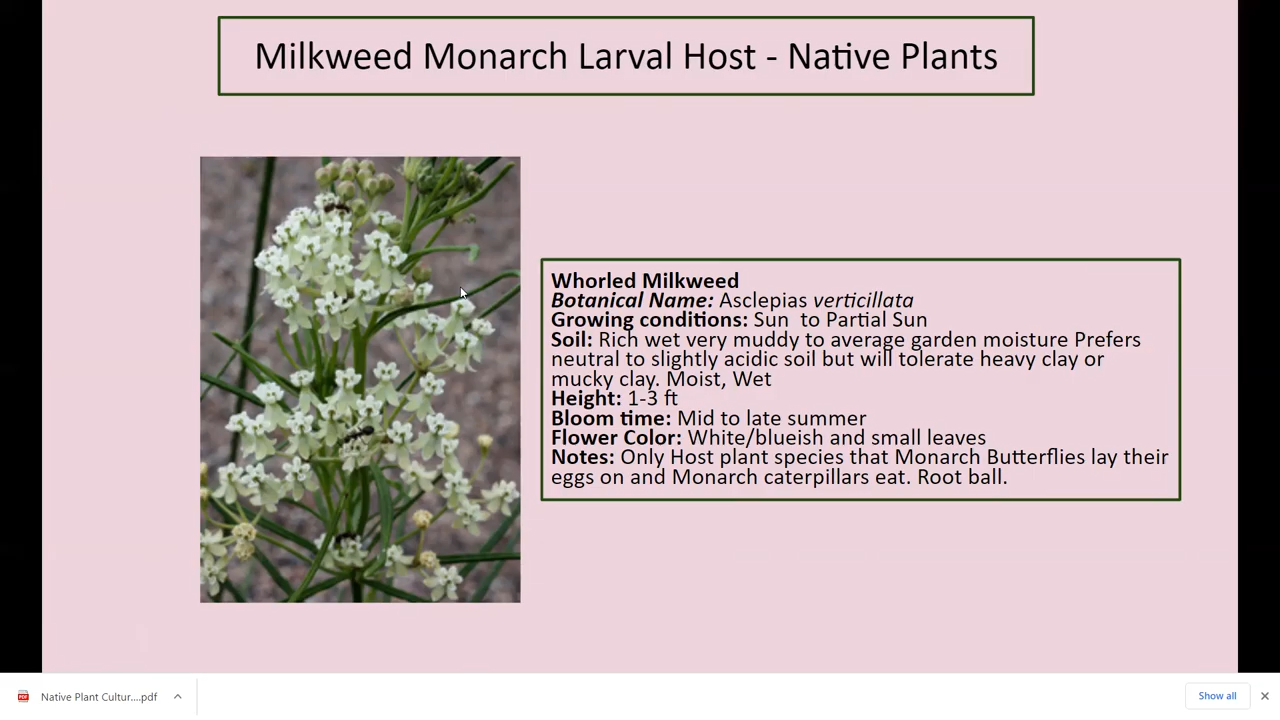 Milkweed Monarch Larval Host - Native Plants
Whorled Milkweed
Botanical Name: Asclepias verticillata
Growing conditions: Sun  to Partial Sun
Soil: Rich wet very muddy to average garden moisture Prefers
neutral to slightly acidic soil but will tolerate heavy clay or
mucky clay. Moist, Wet
Height: 1-3 ft
Bloom time: Mid to late summer
Flower Color: White/blueish and small leaves
Notes: Only Host plant species that Monarch Butterflies lay their
eggs on and Monarch caterpillars eat. Root ball.
PDF
Native Plant Cultur....pdf
Show all